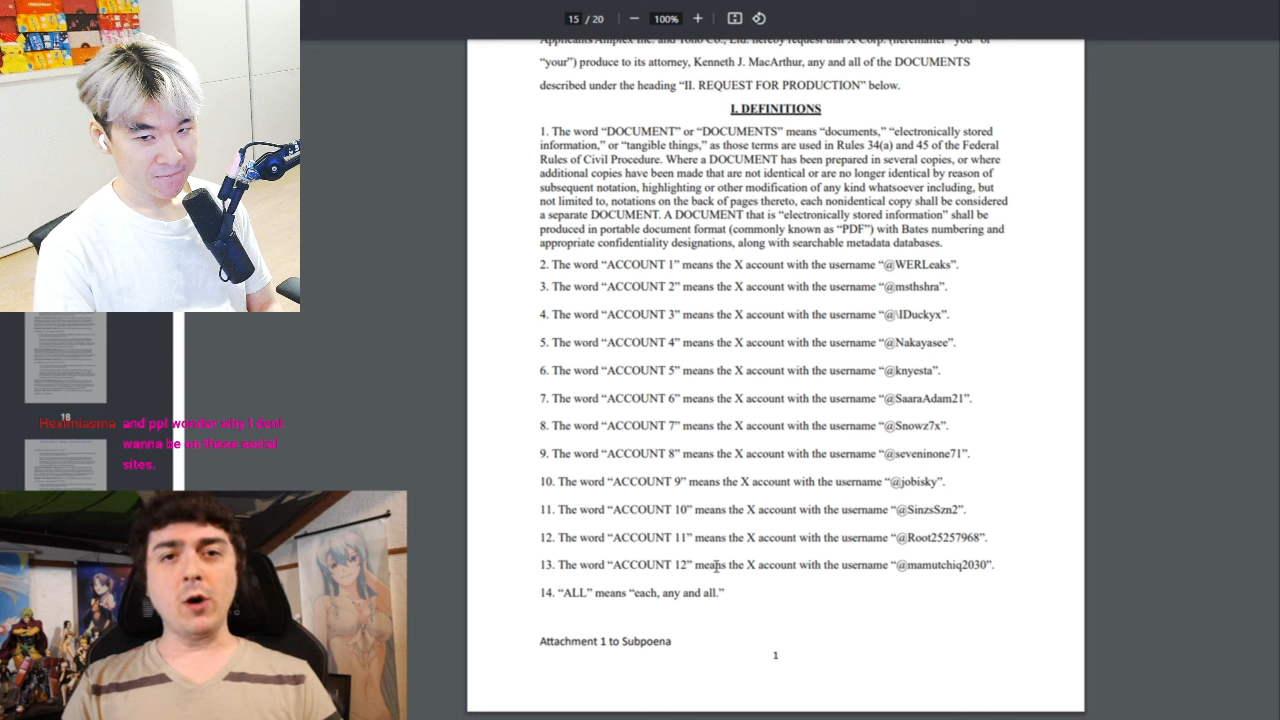 15 / 20
100%
Applicants Aniplex Inc. and Toho Co., Ltd. hereby request that X Corp. (hereinafter "you" or
“your”) produce to its attorney, Kenneth J. MacArthur, any and all of the DOCUMENTS
described under the heading “II. REQUEST FOR PRODUCTION” below.
I. DEFINITIONS
1. The word “DOCUMENT” or “DOCUMENTS” means “documents,” “electronically stored
information,” or “tangible things,” as those terms are used in Rules 34(a) and 45 of the Federal
Rules of Civil Procedure. Where a DOCUMENT has been prepared in several copies, or where
additional copies have been made that are not identical or are no longer identical by reason of
subsequent notation, highlighting or other modification of any kind whatsoever including, but
not limited to, notations on the back of pages thereto, each nonidentical copy shall be considered
a separate DOCUMENT. A DOCUMENT that is “electronically stored information” shall be
produced in portable document format (commonly known as “PDF”) with Bates numbering and
appropriate confidentiality designations, along with searchable metadata databases.
2. The word “ACCOUNT 1” means the X account with the username “@WERLeaks”.
3. The word “ACCOUNT 2” means the X account with the username “@msthshra”.
4. The word “ACCOUNT 3” means the X account with the username “@\IDuckyx”.
5. The word “ACCOUNT 4” means the X account with the username “@Nakayasee”.
6. The word “ACCOUNT 5” means the X account with the username “@knyesta”.
7. The word “ACCOUNT 6” means the X account with the username “@SaaraAdam21”.
8. The word “ACCOUNT 7” means the X account with the username “@Snowz7x”.
9. The word “ACCOUNT 8” means the X account with the username “@seveninone71”.
10. The word “ACCOUNT 9” means the X account with the username “@jobisky”.
11. The word “ACCOUNT 10” means the X account with the username “@SinzsSzn2”.
12. The word “ACCOUNT 11” means the X account with the username “@Root25257968”.
13. The word “ACCOUNT 12” means the X account with the username “@mamutchiq2030”.
14. “ALL” means “each, any and all.”
Attachment 1 to Subpoena
1
18
Heximiasma and ppl wonder why I dont
wanna be on these social
sites.